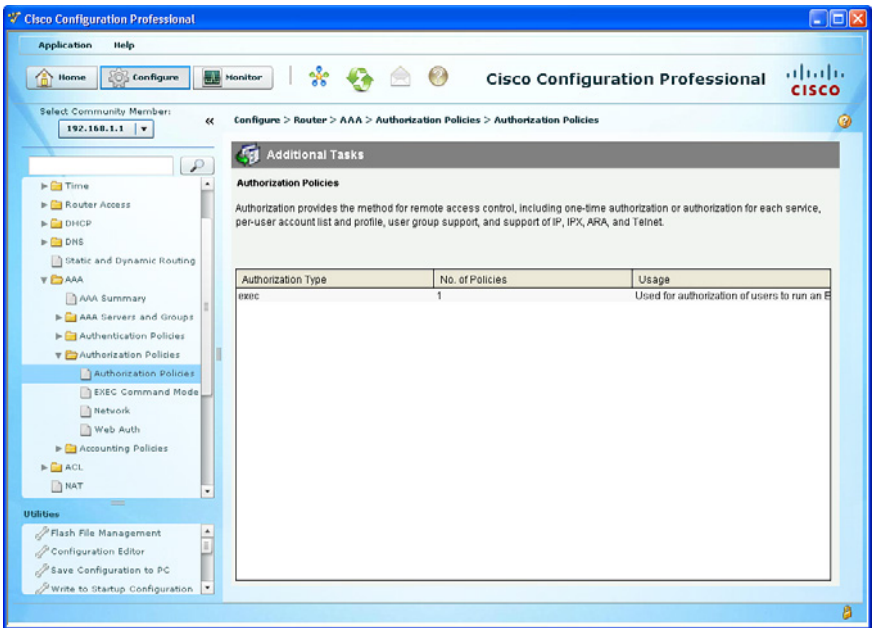 Cisco Configuration Professional
Application Help
Home Configure Monitor
Cisco Configuration Professional
CISCO
Select Community Member:
192.168.1.1
Configure > Router > AAA > Authorization Policies > Authorization Policies
Additional Tasks
Authorization Policies
Authorization provides the method for remote access control, including one-time authorization or authorization for each service,
per-user account list and profile, user group support, and support of IP, IPX, ARA, and Telnet.
Authorization Type No. of Policies Usage
exec 1 Used for authorization of users to run an E
Time
Router Access
DHCP
DNS
Static and Dynamic Routing
AAA
AAA Summary
AAA Servers and Groups
Authentication Policies
Authorization Policies
Authorization Policies
EXEC Command Mode
Network
Web Auth
Accounting Policies
ACL
NAT
Utilities
Flash File Management
Configuration Editor
Save Configuration to PC
Write to Startup Configuration